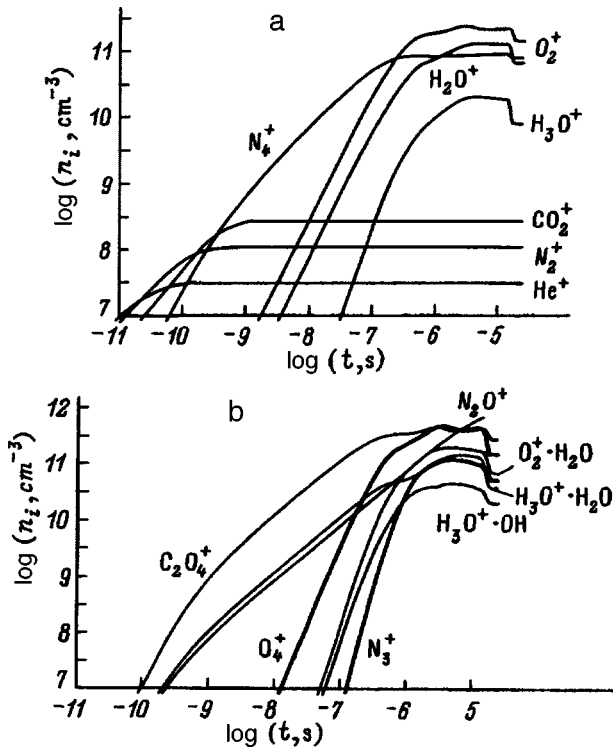 a
log (nᵢ, cm⁻³)
11
10
9
8
7
O₂⁺
H₂O⁺
H₃O⁺
N₄⁺
CO₂⁺
N₂⁺
He⁺
-11 -10 -9 -8 -7 -6 -5
log (t,s)
b
log (nᵢ, cm⁻³)
12
11
10
9
8
7
N₂O⁺
O₂⁺·H₂O
H₃O⁺·H₂O
H₃O⁺·OH
C₂O₄⁺
O₄⁺
N₃⁺
-11 -10 -9 -8 -7 -6 -5
log (t,s)